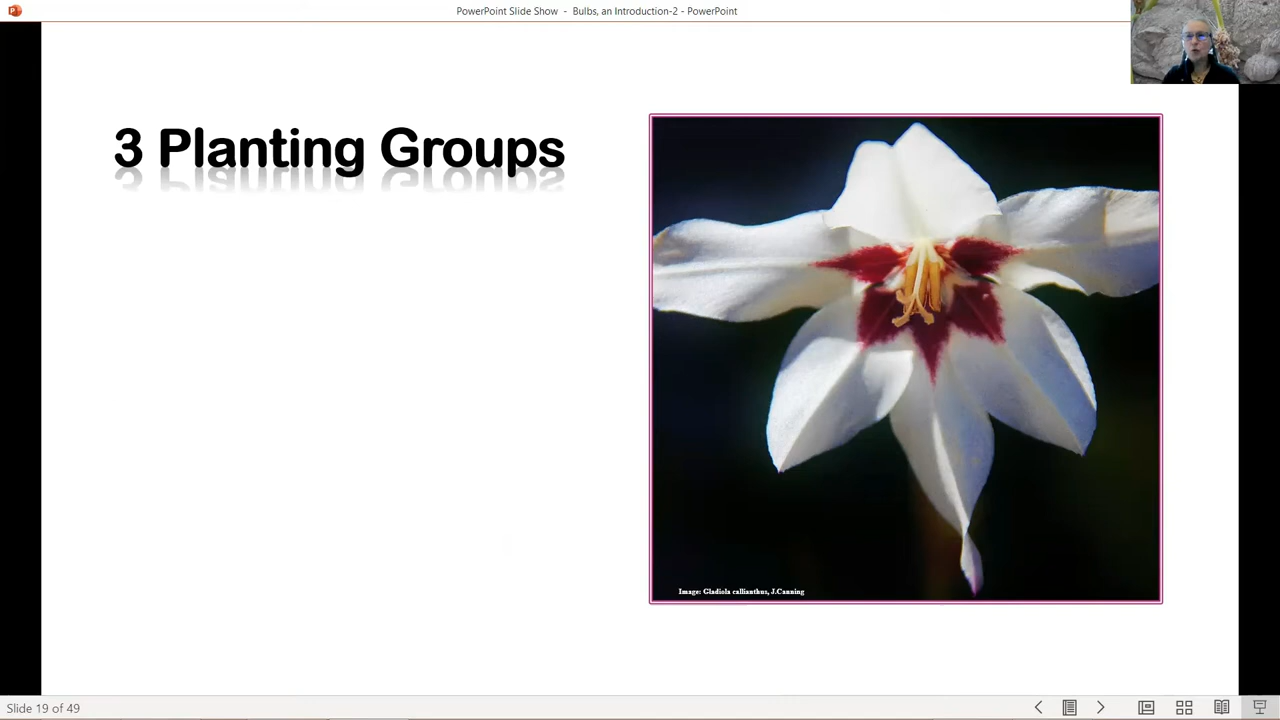 PowerPoint Slide Show - Bulbs, an Introduction-2 - PowerPoint
3 Planting Groups
Image: Gladiola callianthus, J.Canning
Slide 19 of 49